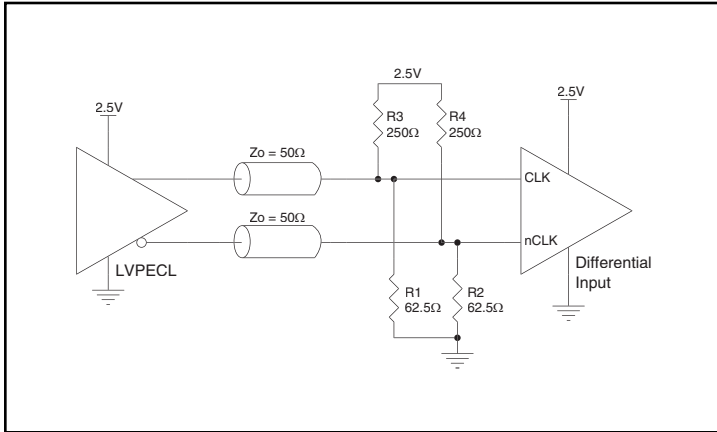 2.5V
2.5V
2.5V
R3
250Ω
R4
250Ω
Zo = 50Ω
CLK
Zo = 50Ω
nCLK
LVPECL
Differential
Input
R1
62.5Ω
R2
62.5Ω